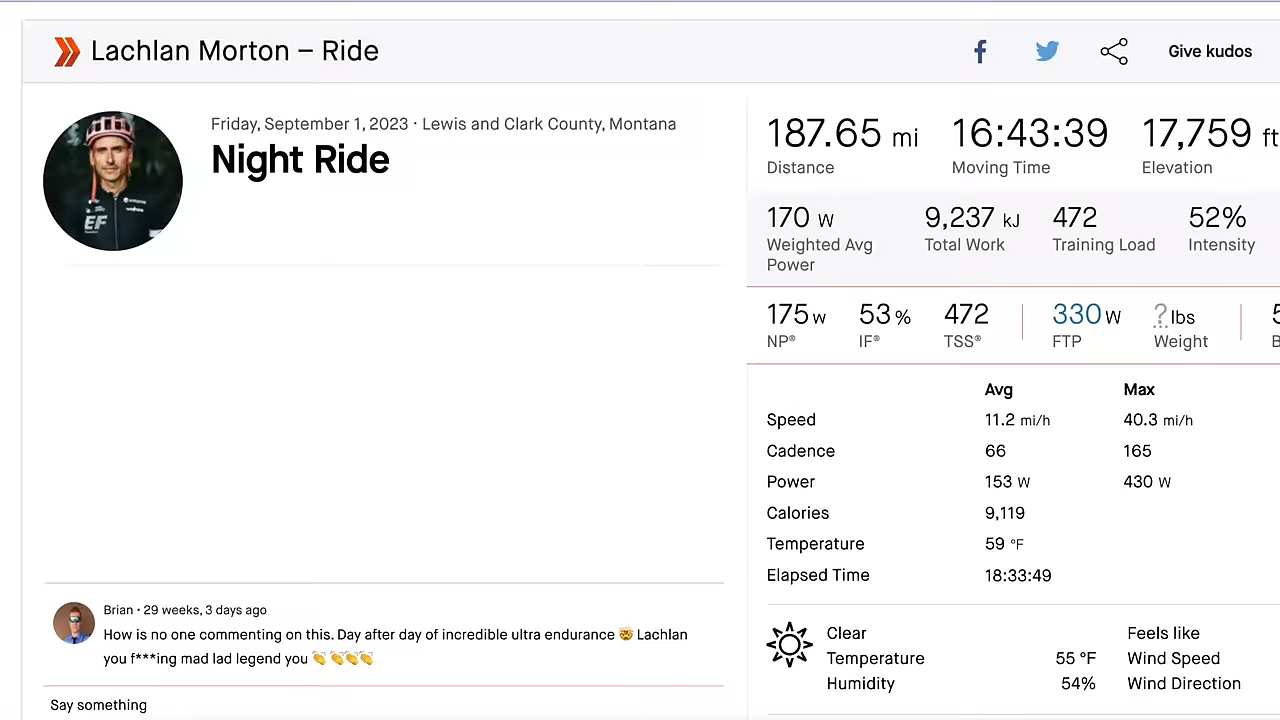 Lachlan Morton – Ride
Give kudos
Friday, September 1, 2023 · Lewis and Clark County, Montana
Night Ride
EF
187.65 mi 16:43:39 17,759 ft
Distance Moving Time Elevation
170 W 9,237 kJ 472 52%
Weighted Avg Power Total Work Training Load Intensity
175 W 53 % 472 330 W ? lbs 5
NP® IF® TSS® FTP Weight B
Avg Max
Speed 11.2 mi/h 40.3 mi/h
Cadence 66 165
Power 153 W 430 W
Calories 9,119
Temperature 59 °F
Elapsed Time 18:33:49
Brian · 29 weeks, 3 days ago
How is no one commenting on this. Day after day of incredible ultra endurance 🤯 Lachlan
you f***ing mad lad legend you 👏 👏👏👏
Say something
Clear Feels like
Temperature 55 °F Wind Speed
Humidity 54% Wind Direction